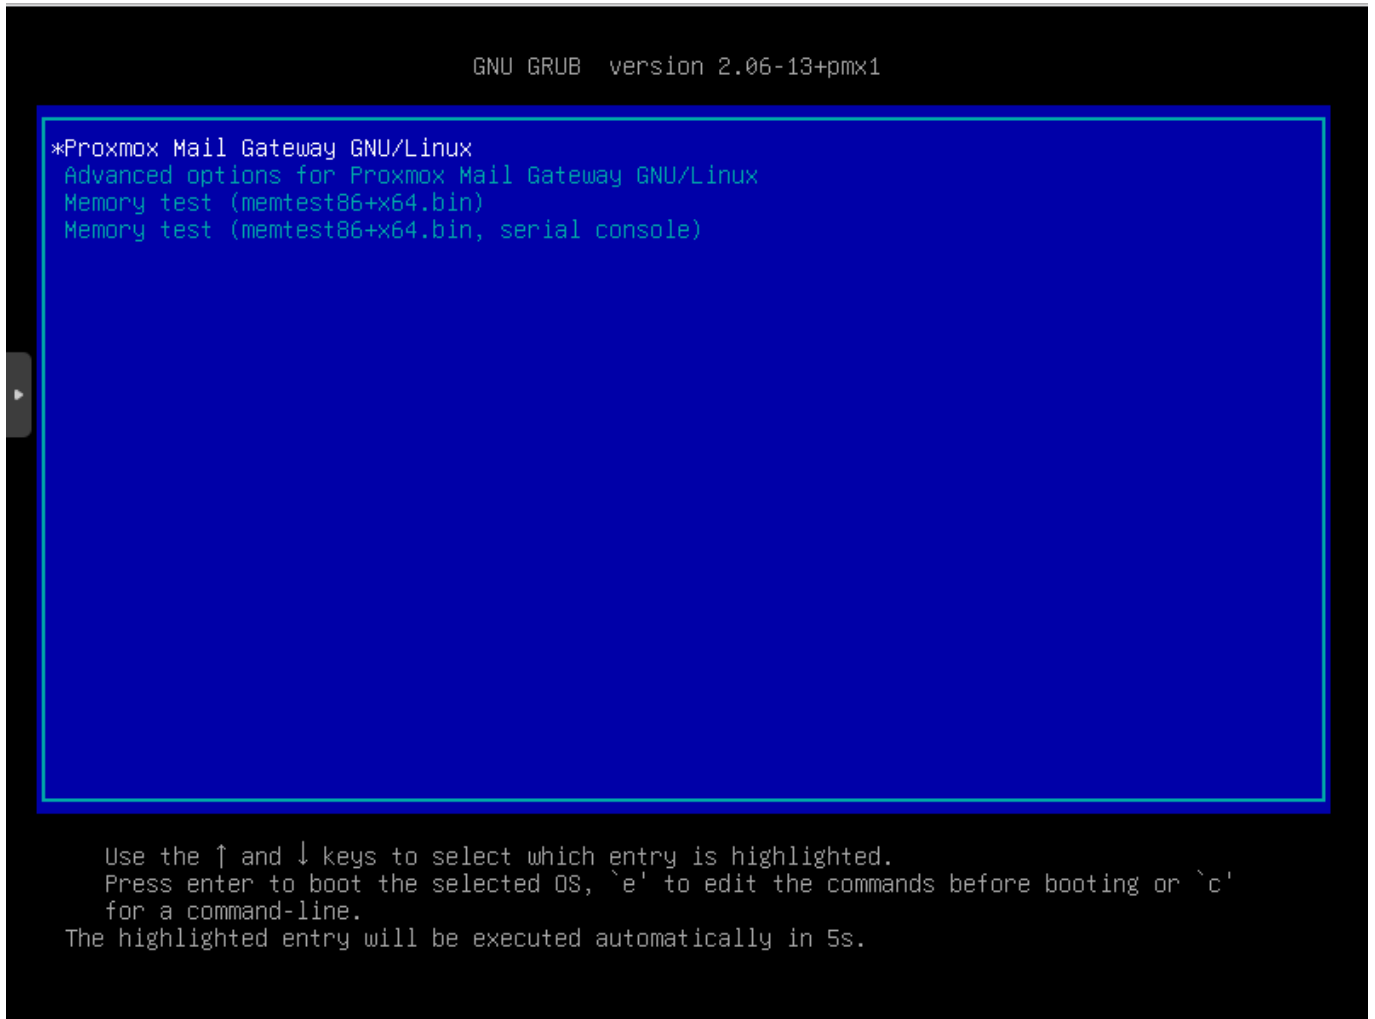 GNU GRUB  version 2.06-13+pmx1
*Proxmox Mail Gateway GNU/Linux
Advanced options for Proxmox Mail Gateway GNU/Linux
Memory test (memtest86+x64.bin)
Memory test (memtest86+x64.bin, serial console)
Use the ↑ and ↓ keys to select which entry is highlighted.
Press enter to boot the selected OS, `e' to edit the commands before booting or `c'
for a command-line.
The highlighted entry will be executed automatically in 5s.